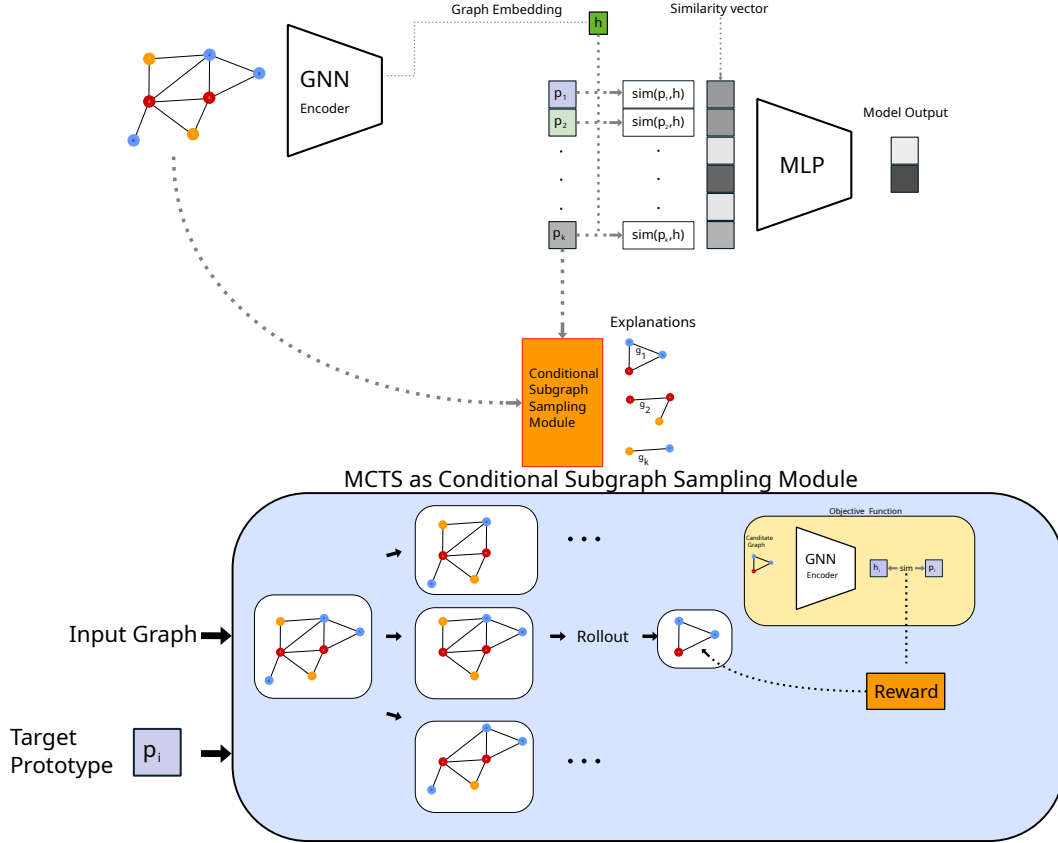 Graph Embedding
Similarity vector
h
GNN
Encoder
p1
sim(p1,h)
p2
sim(p2,h)
Model Output
MLP
.
.
.
.
.
.
pk
sim(pk,h)
Explanations
g1
Conditional
Subgraph
Sampling
Module
g2
gk
MCTS as Conditional Subgraph Sampling Module
Objective Function
Canditate
Graph
GNN
Encoder
hi
sim
pi
...
Input Graph
Rollout
Reward
Target
Prototype
pi
...